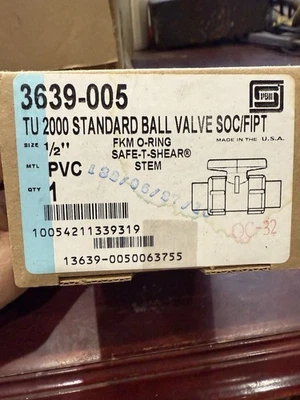 3639-005
TU 2000 STANDARD BALL VALVE SOC/FIPT
SIZE 1/2"
FKM O-RING
MADE IN THE U.S.A.
SAFE-T-SHEAR®
MTL PVC
STEM
QTY 1
10054211339319
QC-32
13639-0050063755